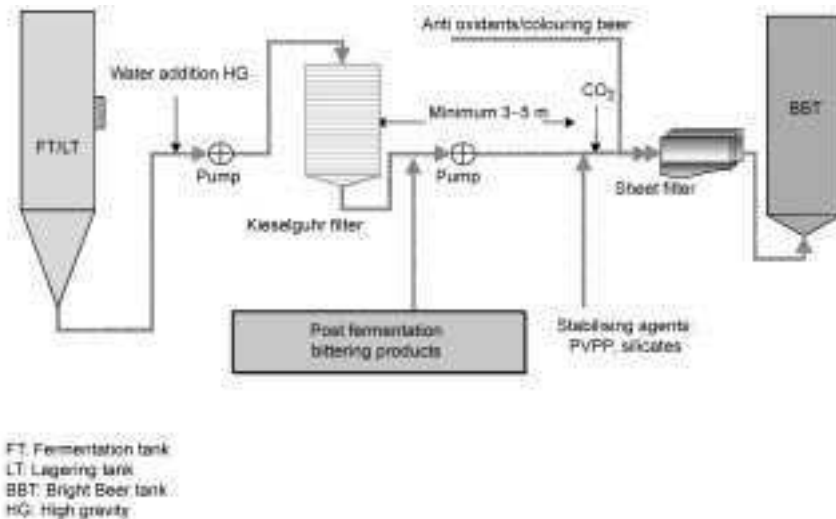 Anti oxidents/colouring beer
Water addition HG
CO2
FT/LT
Minimum 3–5 m
BBT
Pump
Pump
Sheet filter
Kieselguhr filter
Post fermentation
bittering products
Stabilising agents
PVPP, silicates
FT: Fermentation tank
LT: Lagering tank
BBT: Bright Beer tank
HG: High gravity